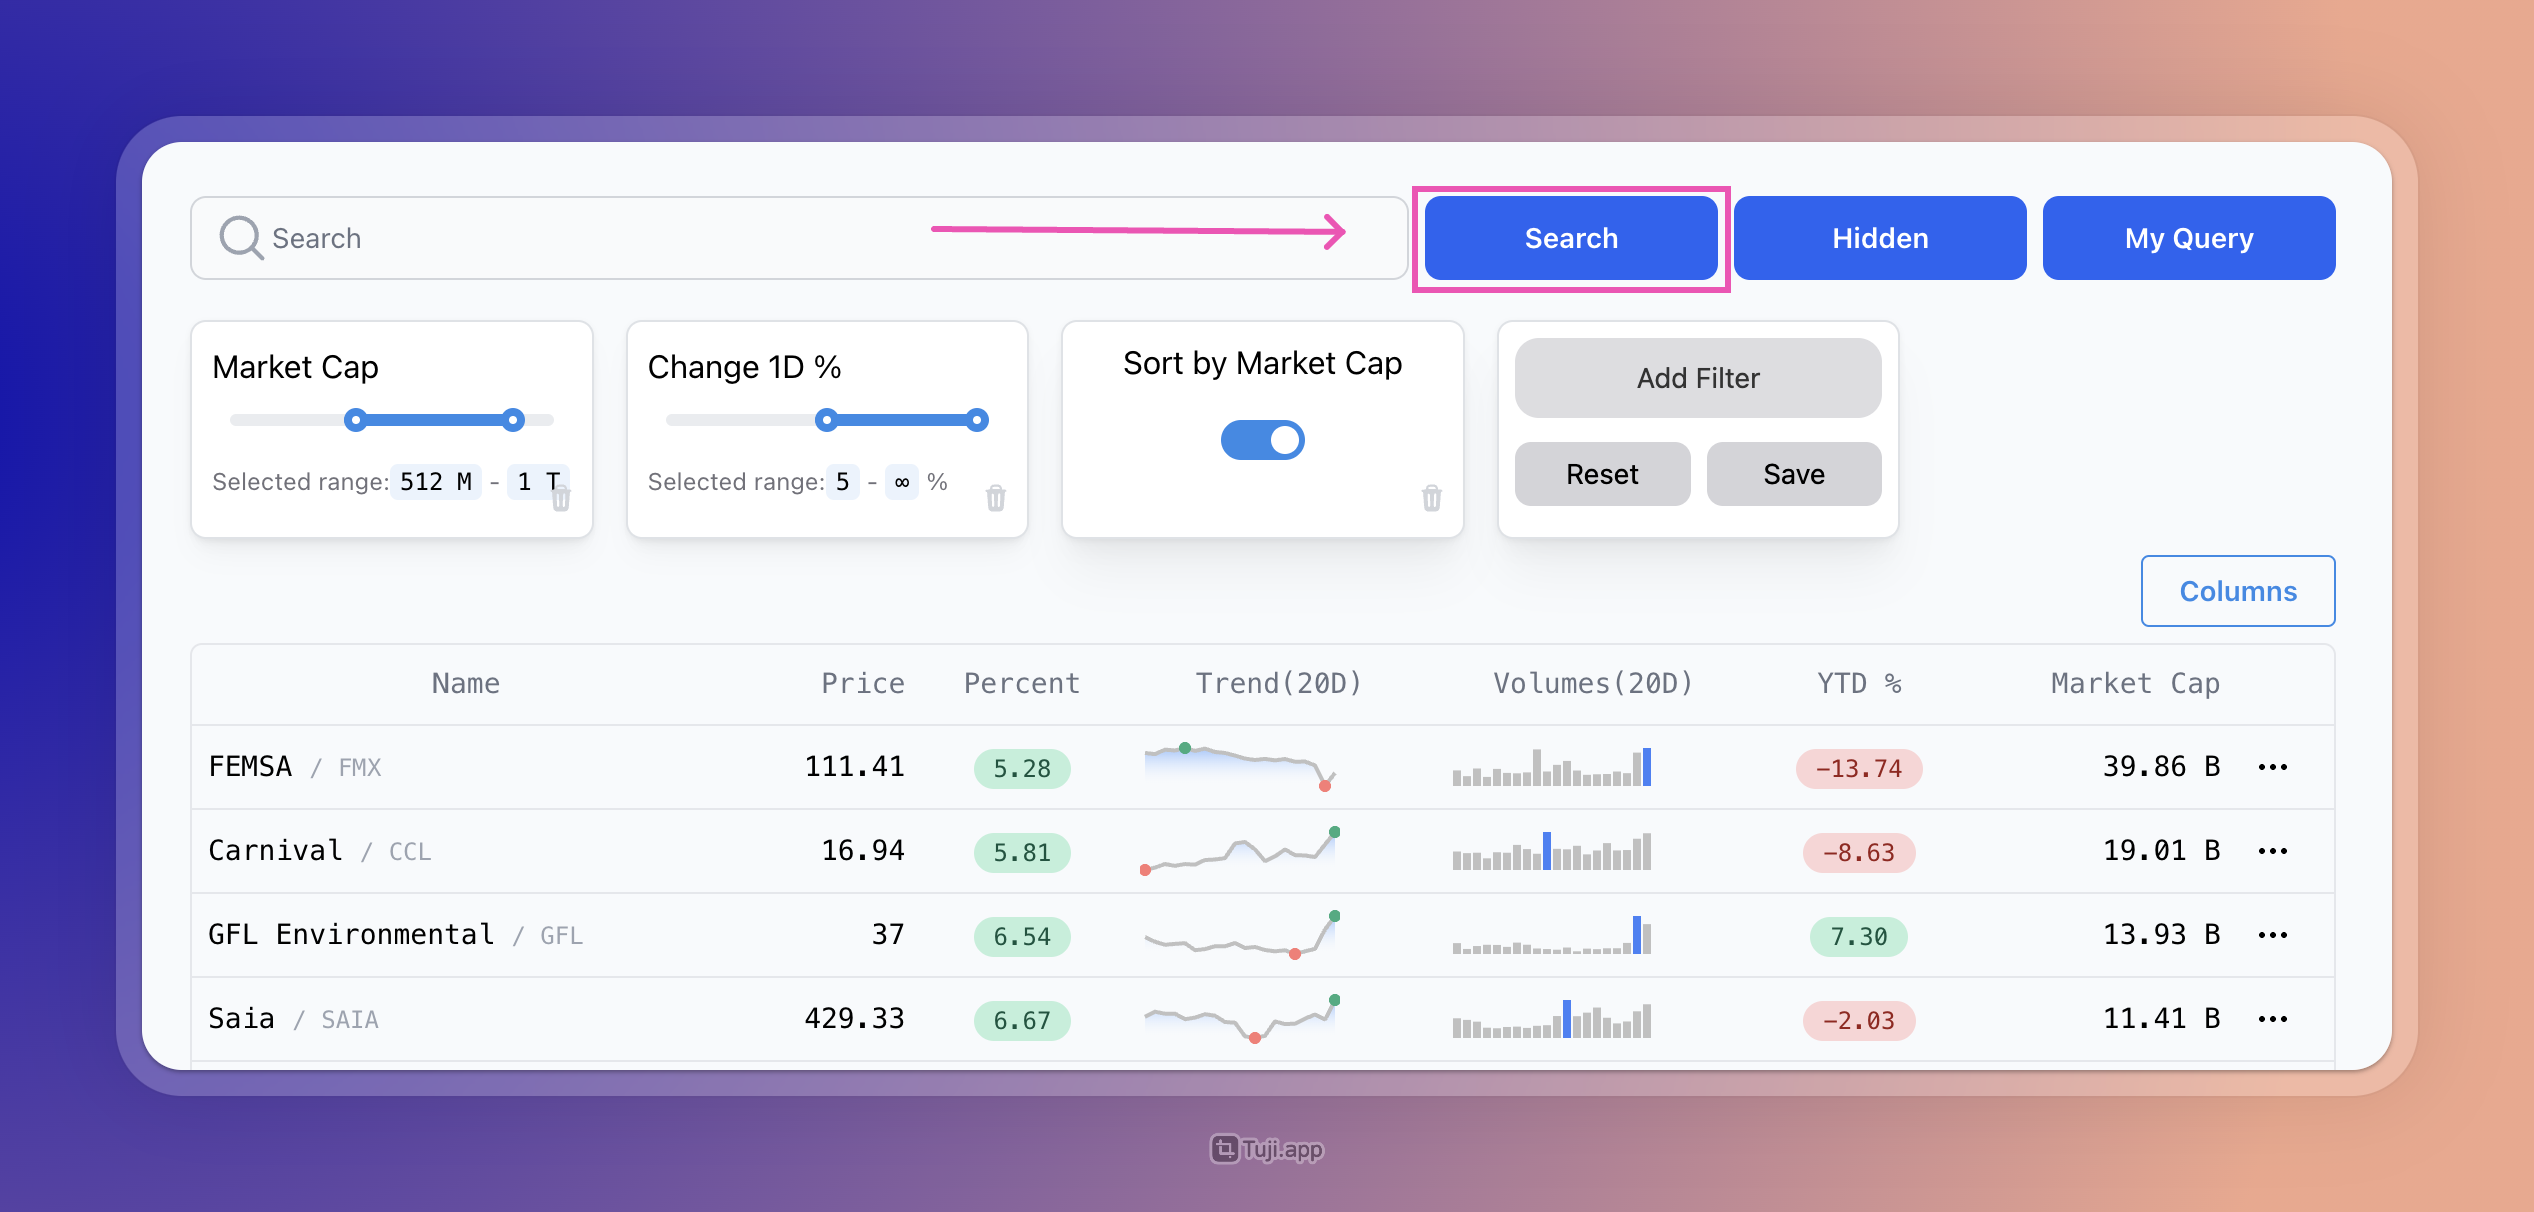 Search
Search
Hidden
My Query
Market Cap
Selected range: 512 M - 1 T
Change 1D %
Selected range: 5 - ∞ %
Sort by Market Cap
Add Filter
Reset
Save
Columns
Name Price Percent Trend(20D) Volumes(20D) YTD % Market Cap
FEMSA / FMX 111.41 5.28 -13.74 39.86 B
Carnival / CCL 16.94 5.81 -8.63 19.01 B
GFL Environmental / GFL 37 6.54 7.30 13.93 B
Saia / SAIA 429.33 6.67 -2.03 11.41 B
Tuji.app